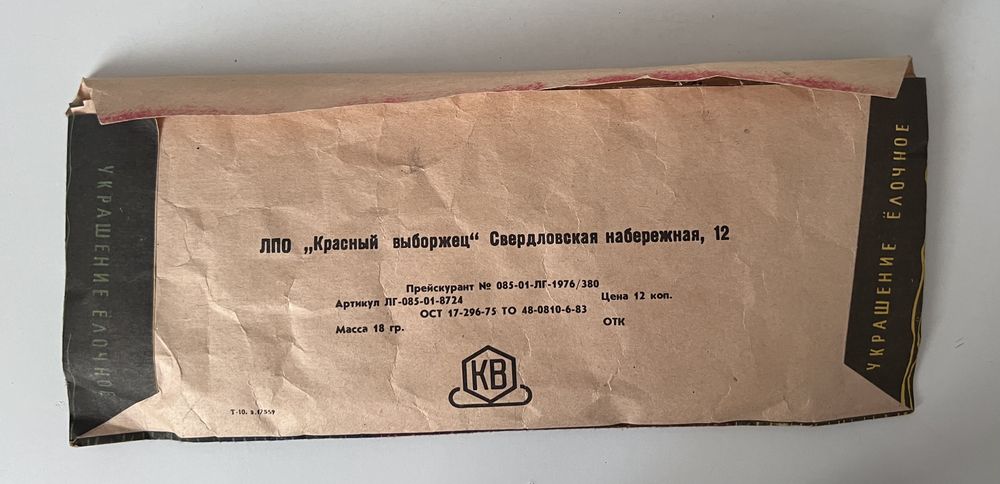 УКРАШЕНИЕ ЁЛОЧНОЕ
ЛПО „Красный выборжец“ Свердловская набережная, 12
Прейскурант № 085-01-ЛГ-1976/380
Артикул ЛГ-085-01-8724 Цена 12 коп.
ОСТ 17-296-75 ТО 48-0810-6-83
Масса 18 гр. ОТК
КВ
УКРАШЕНИЕ ЁЛОЧНОЕ